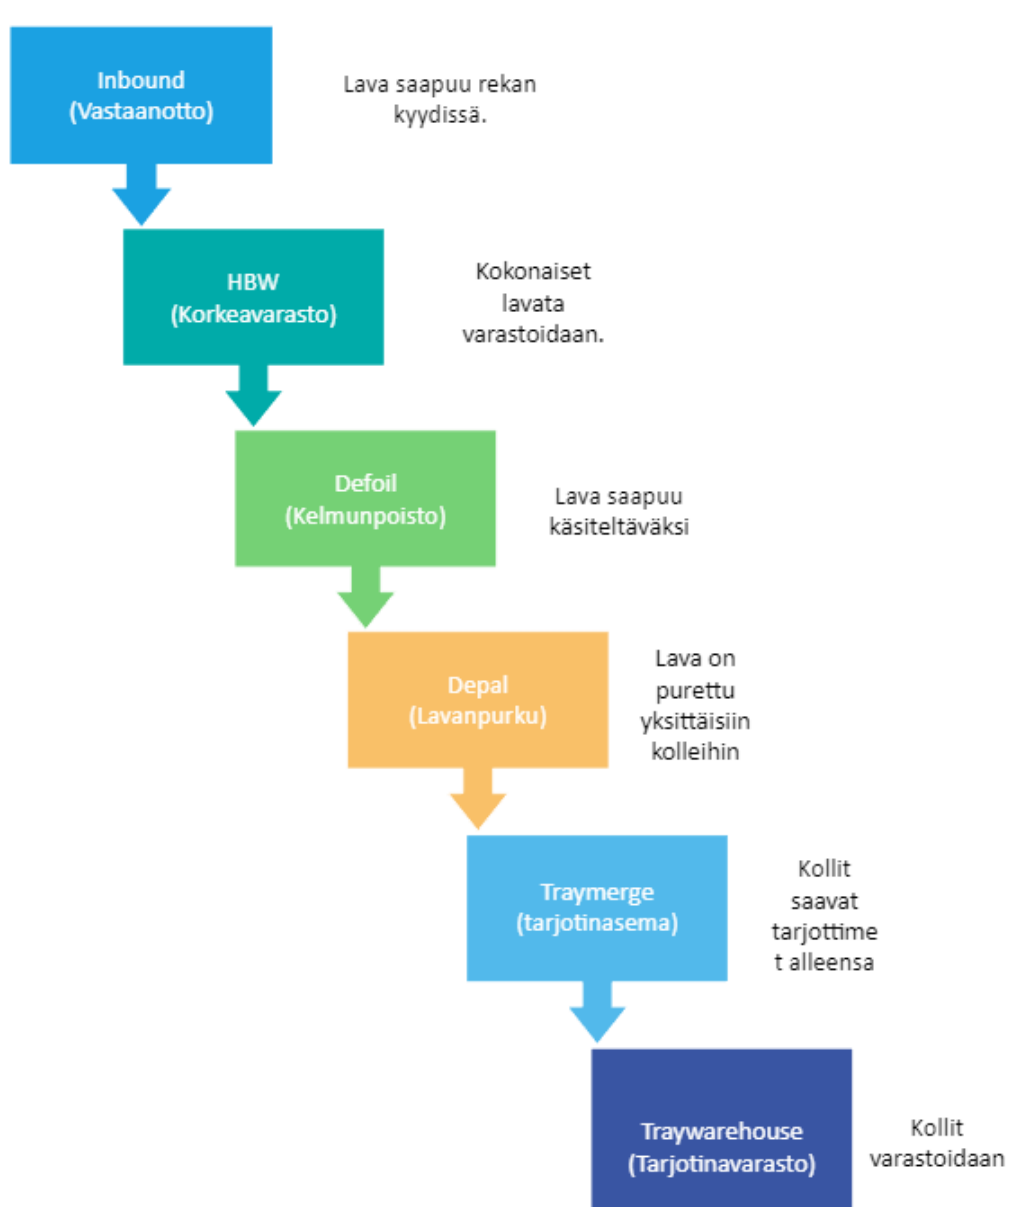 Inbound
(Vastaanotto)
Lava saapuu rekan
kyydissä.
HBW
(Korkeavarasto)
Kokonaiset
lavata
varastoidaan.
Defoil
(Kelmunpoisto)
Lava saapuu
käsiteltäväksi
Depal
(Lavanpurku)
Lava on
purettu
yksittäisiin
kolleihin
Traymerge
(tarjotinasema)
Kollit
saavat
tarjottime
t alleensa
Traywarehouse
(Tarjotinavarasto)
Kollit
varastoidaan